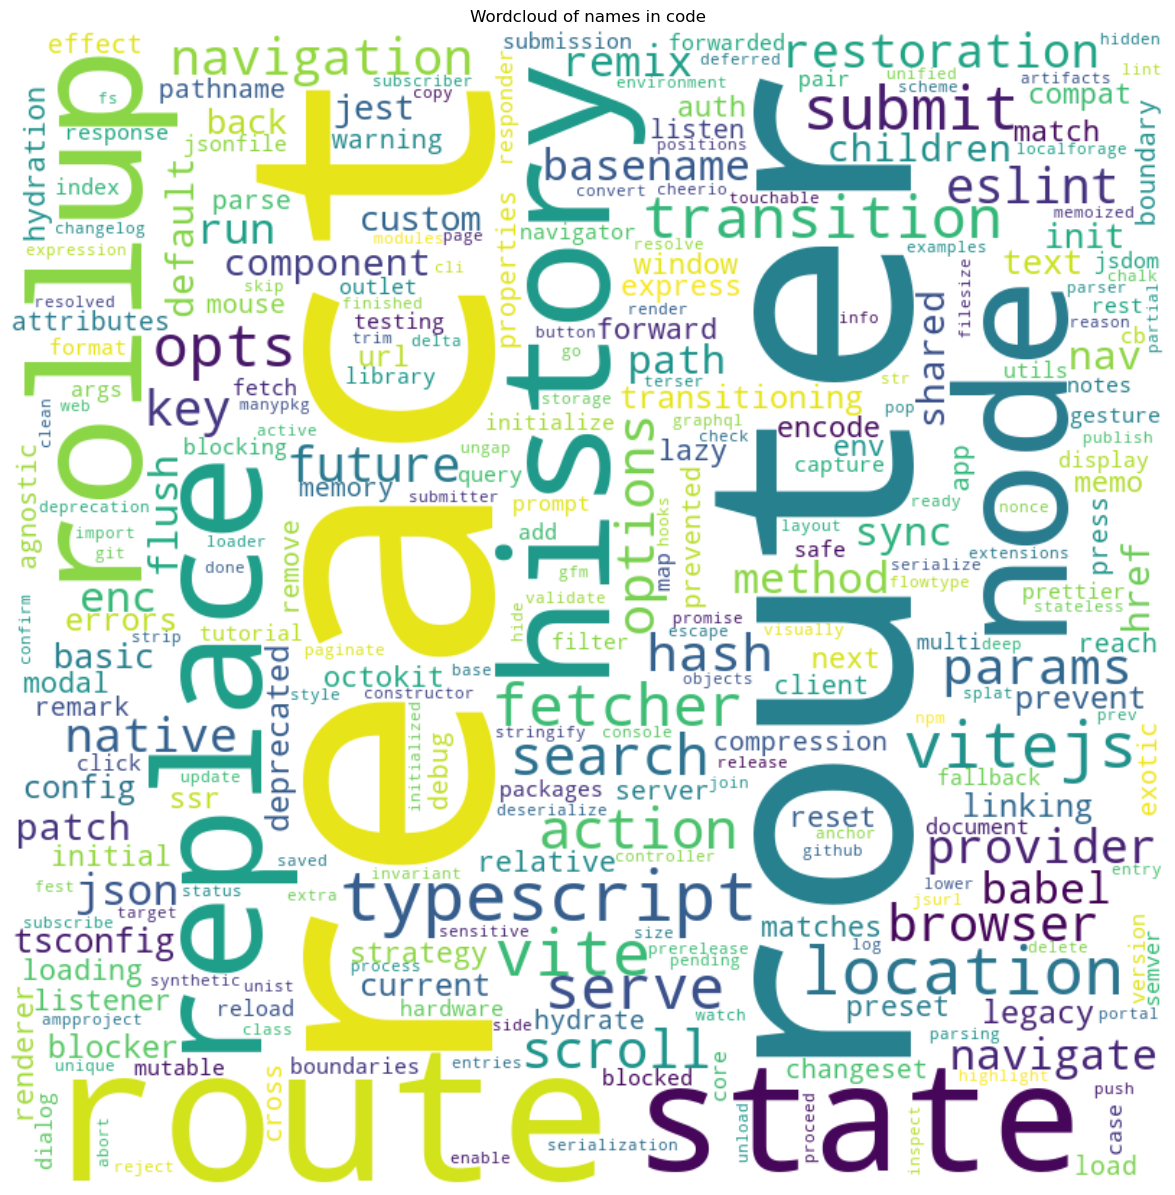 Wordcloud of names in code
effect
navigation
submission
forwarded
restoration
hidden
rollup
subscriber
remix
deferred
unified
lint
fs
pathname
copy
environment
pair
scheme
artifacts
response
back
jest
responder
auth
submit
compat
hydration
jsonfile
warning
history
listen
match
boundary
index
default
parse
react
basename
positions
children
localforage
changelog
run
custom
properties
convert
cheerio
touchable
router
eslint
memoized
expression
modules
page
navigator
transition
init
component
cli
resolve
examples
resolved
skip
outlet
window
text
jsdom
attributes
mouse
finished
express
chalk
parser
format
opts
testing
button
forward
render
info
shared
filesize
node
rest
reason
partial
trim
delta
url
go
path
nav
cb
args
key
fetch
library
terser
str
utils
notes
clean
web
manypkg
storage
transitioning
pop
gesture
active
initialize
graphql
encode
agnostic
blocking
future
ungap
options
check
env
app
publish
flush
replace
memory
query
lazy
capture
display
deprecation
submitter
prompt
hooks
prevented
ready
memo
import
loader
add
map
layout
nonce
press
git
remove
safe
sync
extensions
href
done
gfm
method
serialize
enc
validate
flowtype
prettier
errors
tutorial
hide
promise
stateless
confirm
strip
filter
escape
visually
multi
deep
reach
basic
paginate
hash
next
params
modal
deprecated
octokit
base
objects
client
splat
prevent
remark
style
constructor
fetcher
npm
prev
native
initialized
debug
stringify
console
compression
vitejs
exotic
click
search
release
config
update
packages
server
join
fallback
ssr
deserialize
reset
linking
patch
action
anchor
document
initial
saved
relative
controller
github
provider
fest
json
status
invariant
lower
babel
entry
extra
typescript
jsurl
subscribe
target
matches
browser
tsconfig
sensitive
size
log
delete
version
semver
strategy
vite
prerelease
loading
process
pending
location
synthetic
unist
current
serve
listener
reload
hardware
preset
legacy
portal
renderer
ampproject
class
side
hydrate
watch
parsing
blocker
scroll
navigate
unique
mutable
boundaries
entries
blocked
core
changeset
highlight
route
state
push
cross
dialog
abort
serialization
unload
proceed
inspect
case
reject
enable
load